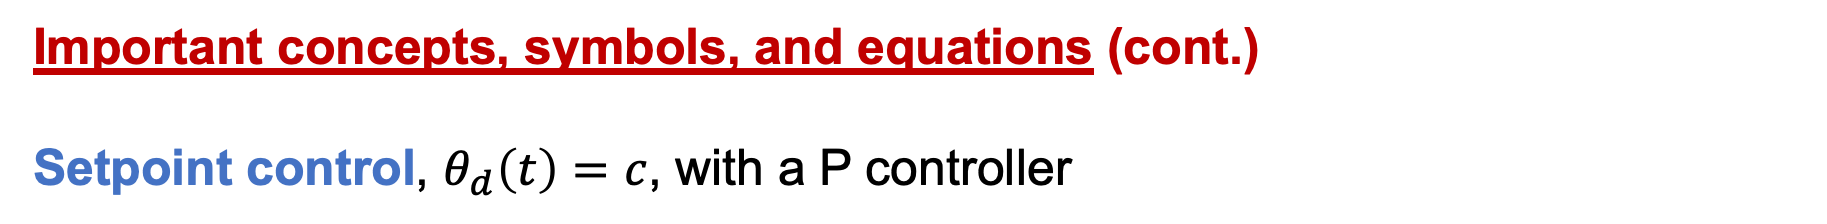 Important concepts, symbols, and equations (cont.)
Setpoint control, θ_d(t) = c, with a P controller